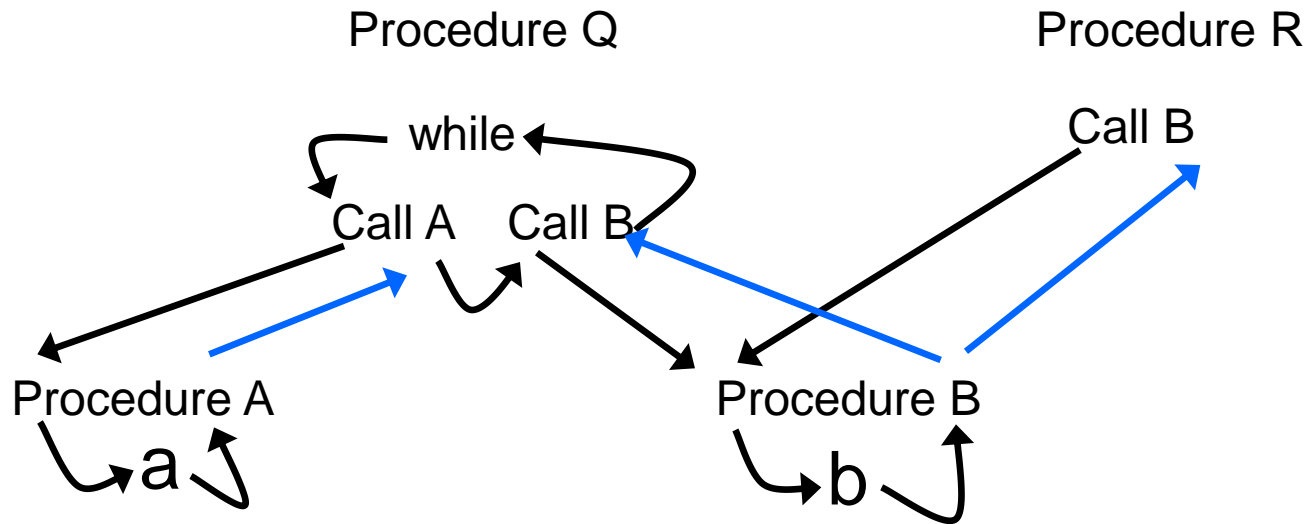 Procedure Q
Procedure R
while
Call B
Call A
Call B
Procedure A
Procedure B
a
b